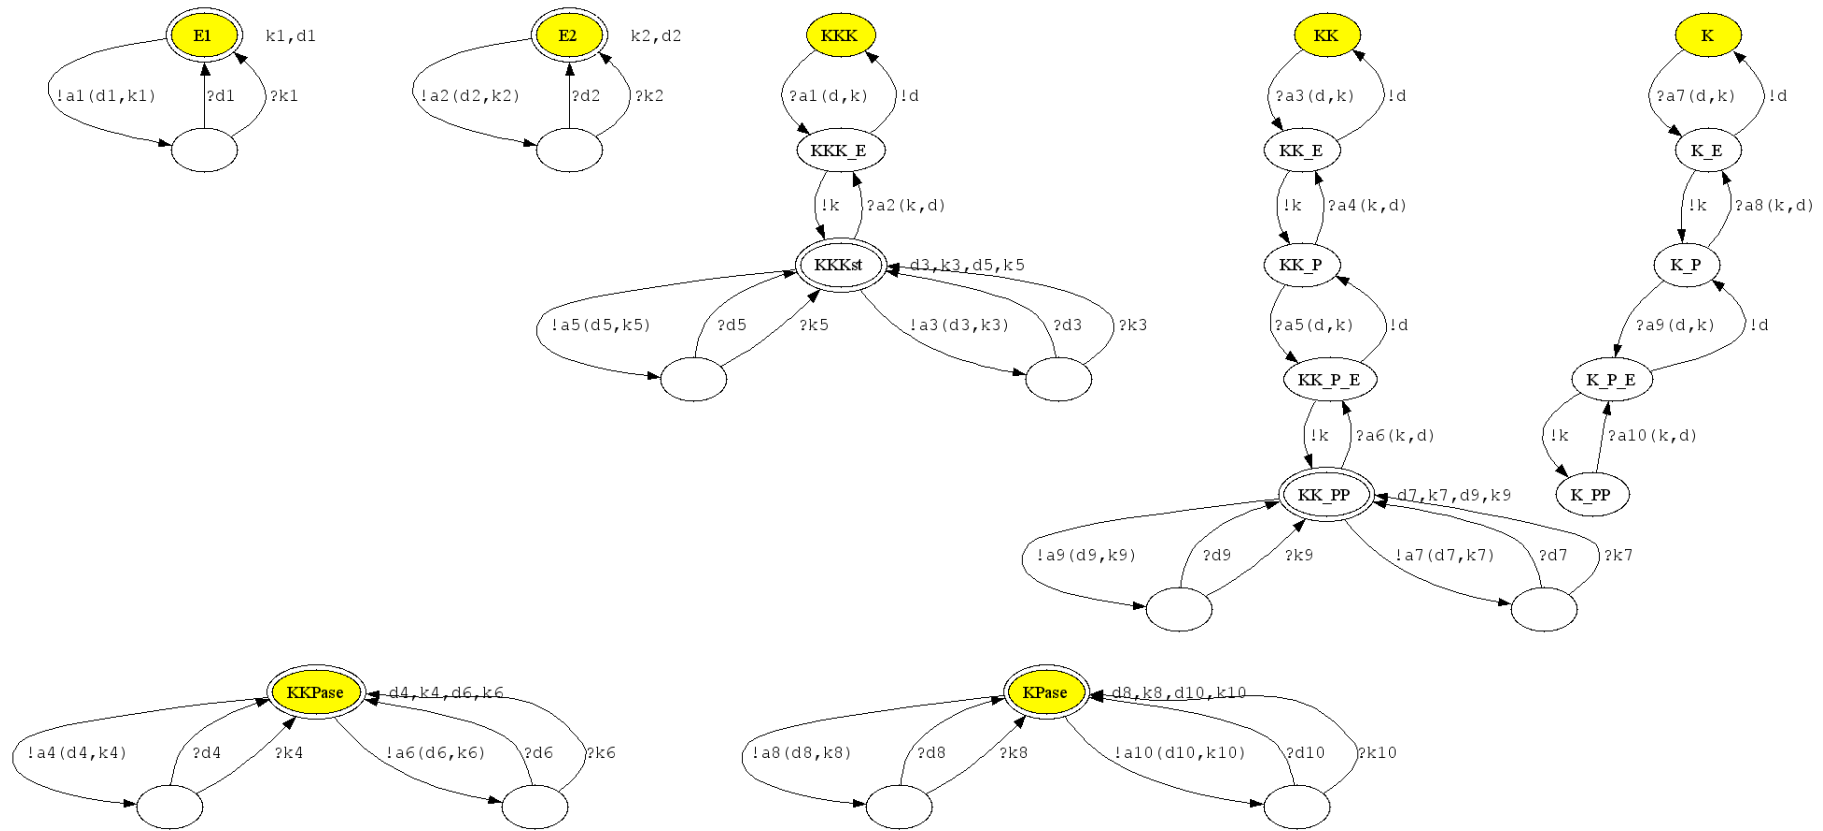 E1 k1,d1 E2 k2,d2 KKK KK K
!a1(d1,k1) ?d1 ?k1 !a2(d2,k2) ?d2 ?k2 ?a1(d,k) !d ?a3(d,k) !d ?a7(d,k) !d
KKK_E KK_E K_E
!k ?a2(k,d) !k ?a4(k,d) !k ?a8(k,d)
KKKst d3,k3,d5,k5 KK_P K_P
!a5(d5,k5) ?d5 ?k5 !a3(d3,k3) ?d3 ?k3 ?a5(d,k) !d ?a9(d,k) !d
KK_P_E K_P_E
!k ?a6(k,d) !k ?a10(k,d)
KK_PP d7,k7,d9,k9 K_PP
!a9(d9,k9) ?d9 ?k9 !a7(d7,k7) ?d7 ?k7
KKPase d4,k4,d6,k6 KPase d8,k8,d10,k10
!a4(d4,k4) ?d4 ?k4 !a6(d6,k6) ?d6 ?k6 !a8(d8,k8) ?d8 ?k8 !a10(d10,k10) ?d10 ?k10